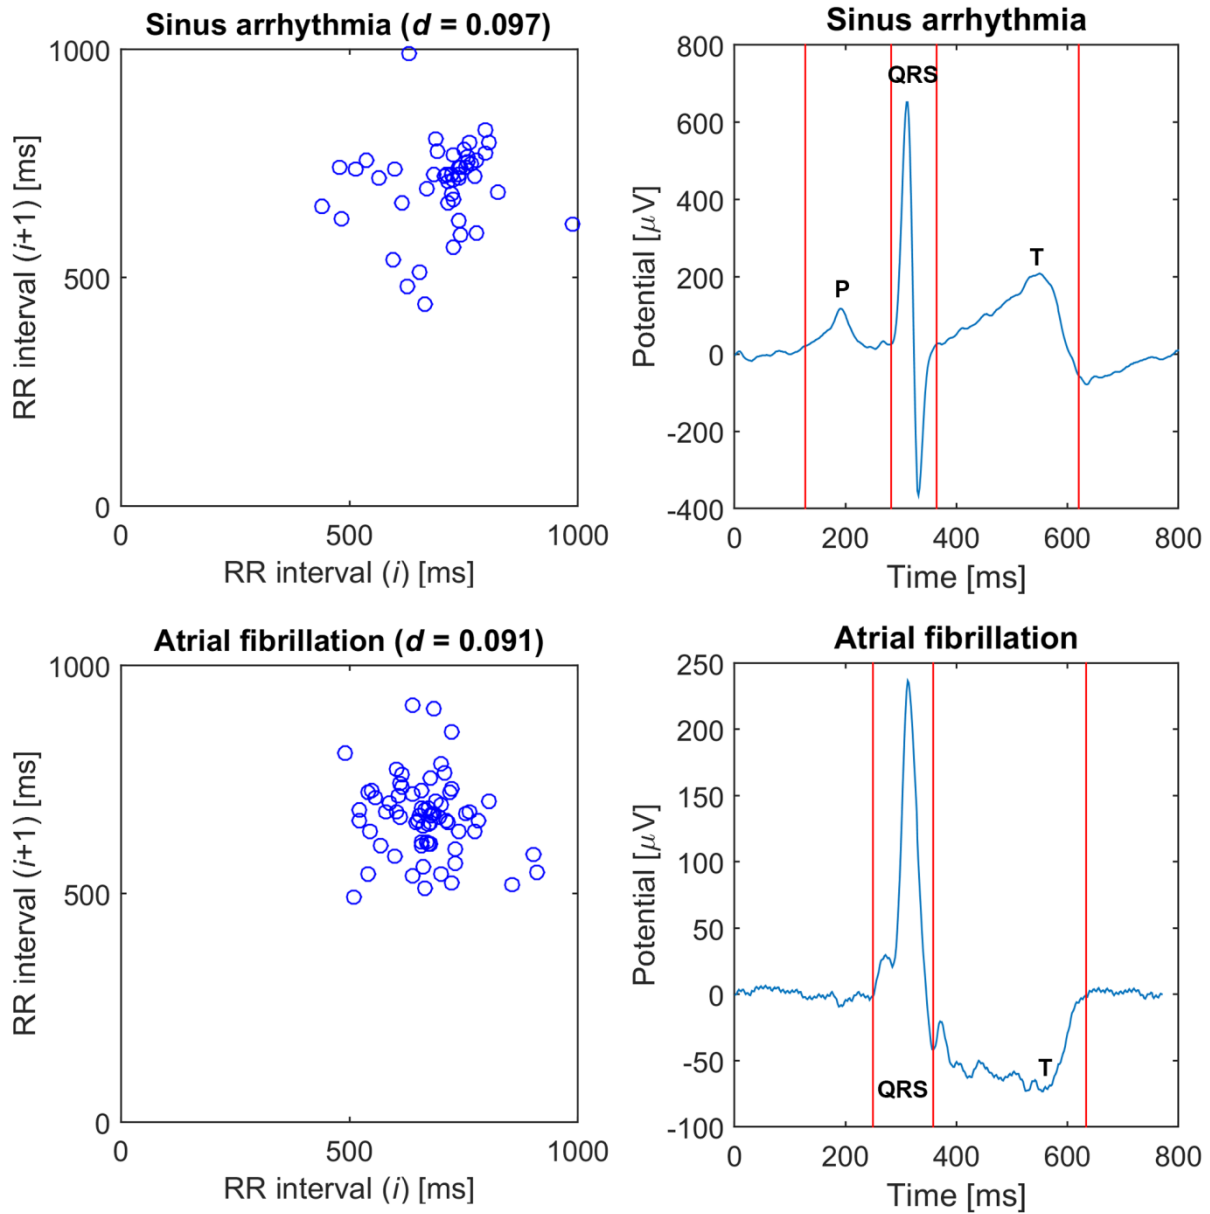 Sinus arrhythmia (d = 0.097)
1000
500
0
0 500 1000
RR interval (i+1) [ms]
RR interval (i) [ms]
Sinus arrhythmia
800
600
400
200
0
-200
-400
0 200 400 600 800
Potential [μV]
Time [ms]
P
QRS
T
Atrial fibrillation (d = 0.091)
1000
500
0
0 500 1000
RR interval (i+1) [ms]
RR interval (i) [ms]
Atrial fibrillation
250
200
150
100
50
0
-50
-100
0 200 400 600 800
Potential [μV]
Time [ms]
QRS
T